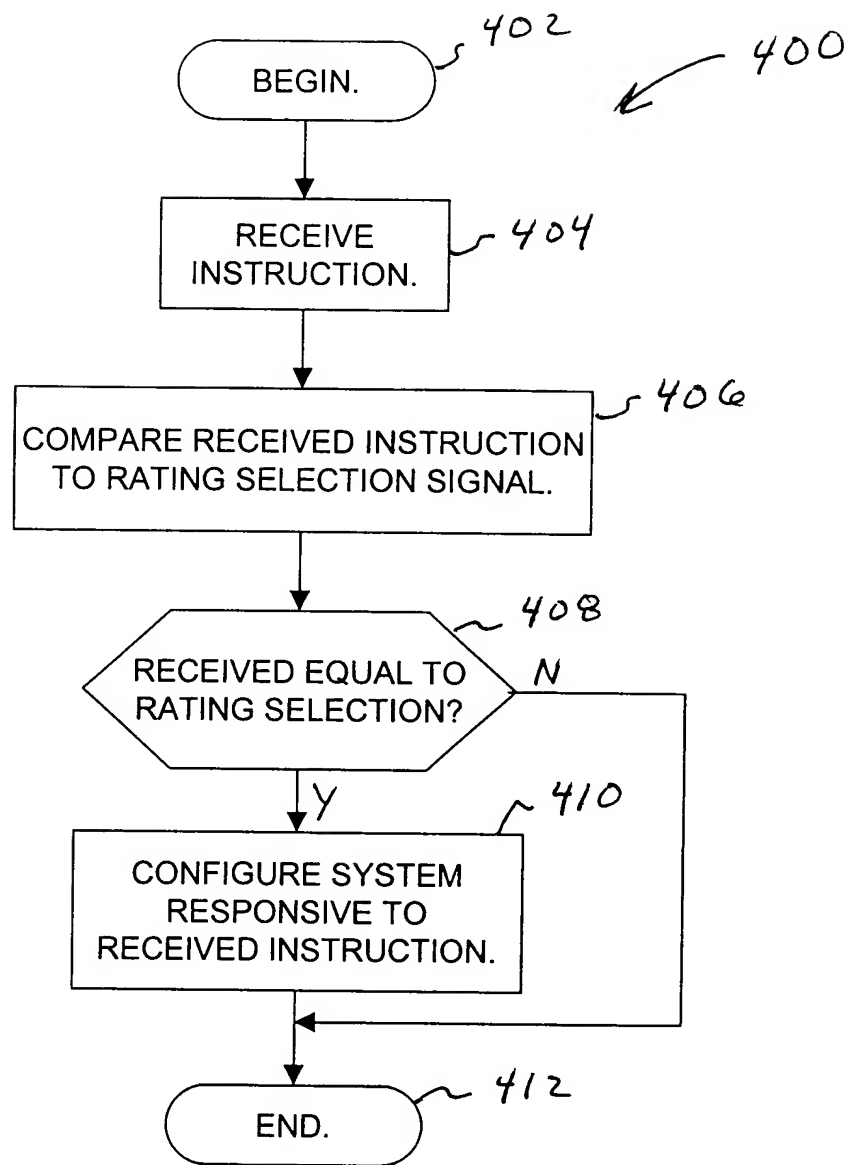 402
400
BEGIN.
RECEIVE
INSTRUCTION.
404
406
COMPARE RECEIVED INSTRUCTION
TO RATING SELECTION SIGNAL.
408
RECEIVED EQUAL TO
RATING SELECTION?
N
Y
410
CONFIGURE SYSTEM
RESPONSIVE TO
RECEIVED INSTRUCTION.
412
END.